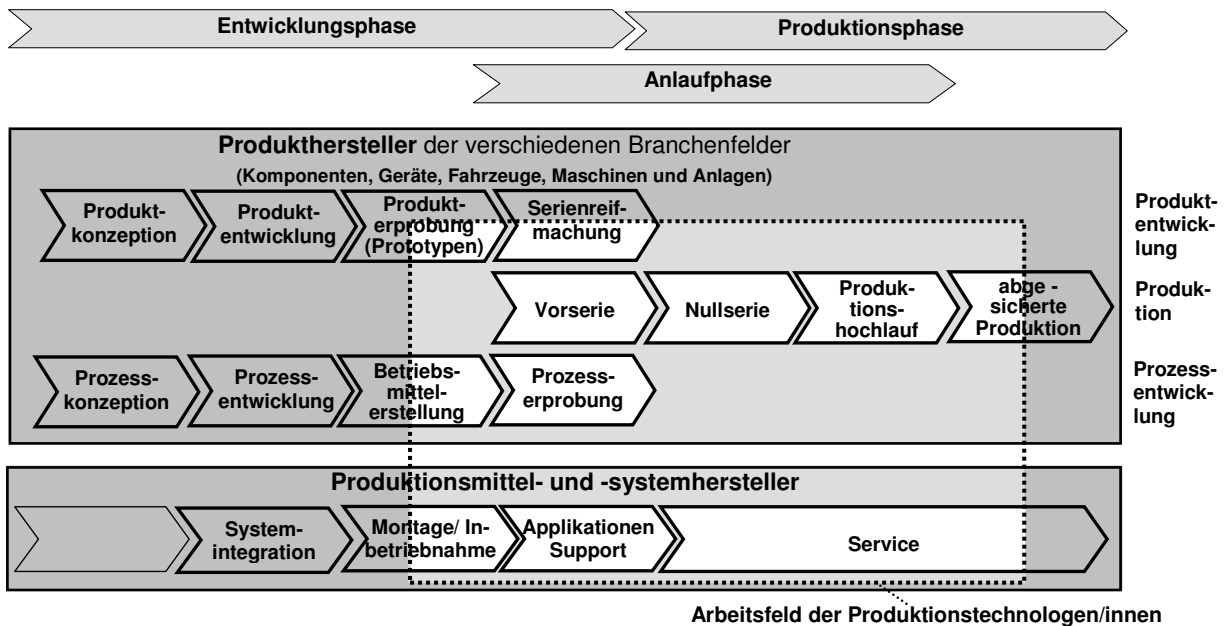 Entwicklungsphase
Produktionsphase
Anlaufphase
Produkthersteller der verschiedenen Branchenfelder
(Komponenten, Geräte, Fahrzeuge, Maschinen und Anlagen)
Produkt-
konzeption
Produkt-
entwicklung
Produkt-
erprobung
(Prototypen)
Serienreif-
machung
Produkt-
entwick-
lung
Vorserie
Nullserie
Produk-
tions-
hochlauf
abge -
sicherte
Produktion
Produk-
tion
Prozess-
konzeption
Prozess-
entwicklung
Betriebs-
mittel-
erstellung
Prozess-
erprobung
Prozess-
entwick-
lung
Produktionsmittel- und -systemhersteller
System-
integration
Montage/ In-
betriebnahme
Applikationen
Support
Service
Arbeitsfeld der Produktionstechnologen/innen